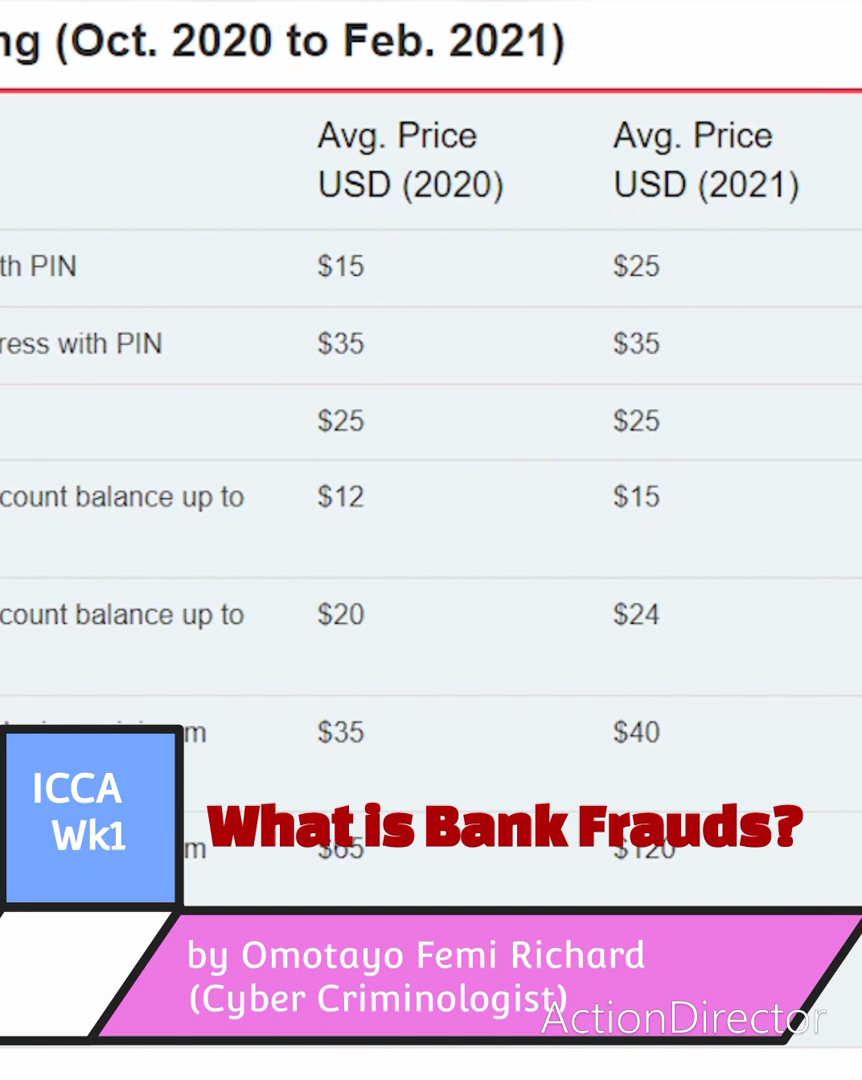 ng (Oct. 2020 to Feb. 2021)
Avg. Price Avg. Price
USD (2020) USD (2021)
th PIN $15 $25
ress with PIN $35 $35
$25 $25
count balance up to $12 $15
count balance up to $20 $24
m $35 $40
ICCA
Wk1
What is Bank Frauds?
m $65 $120
by Omotayo Femi Richard
(Cyber Criminologist)
ActionDirector